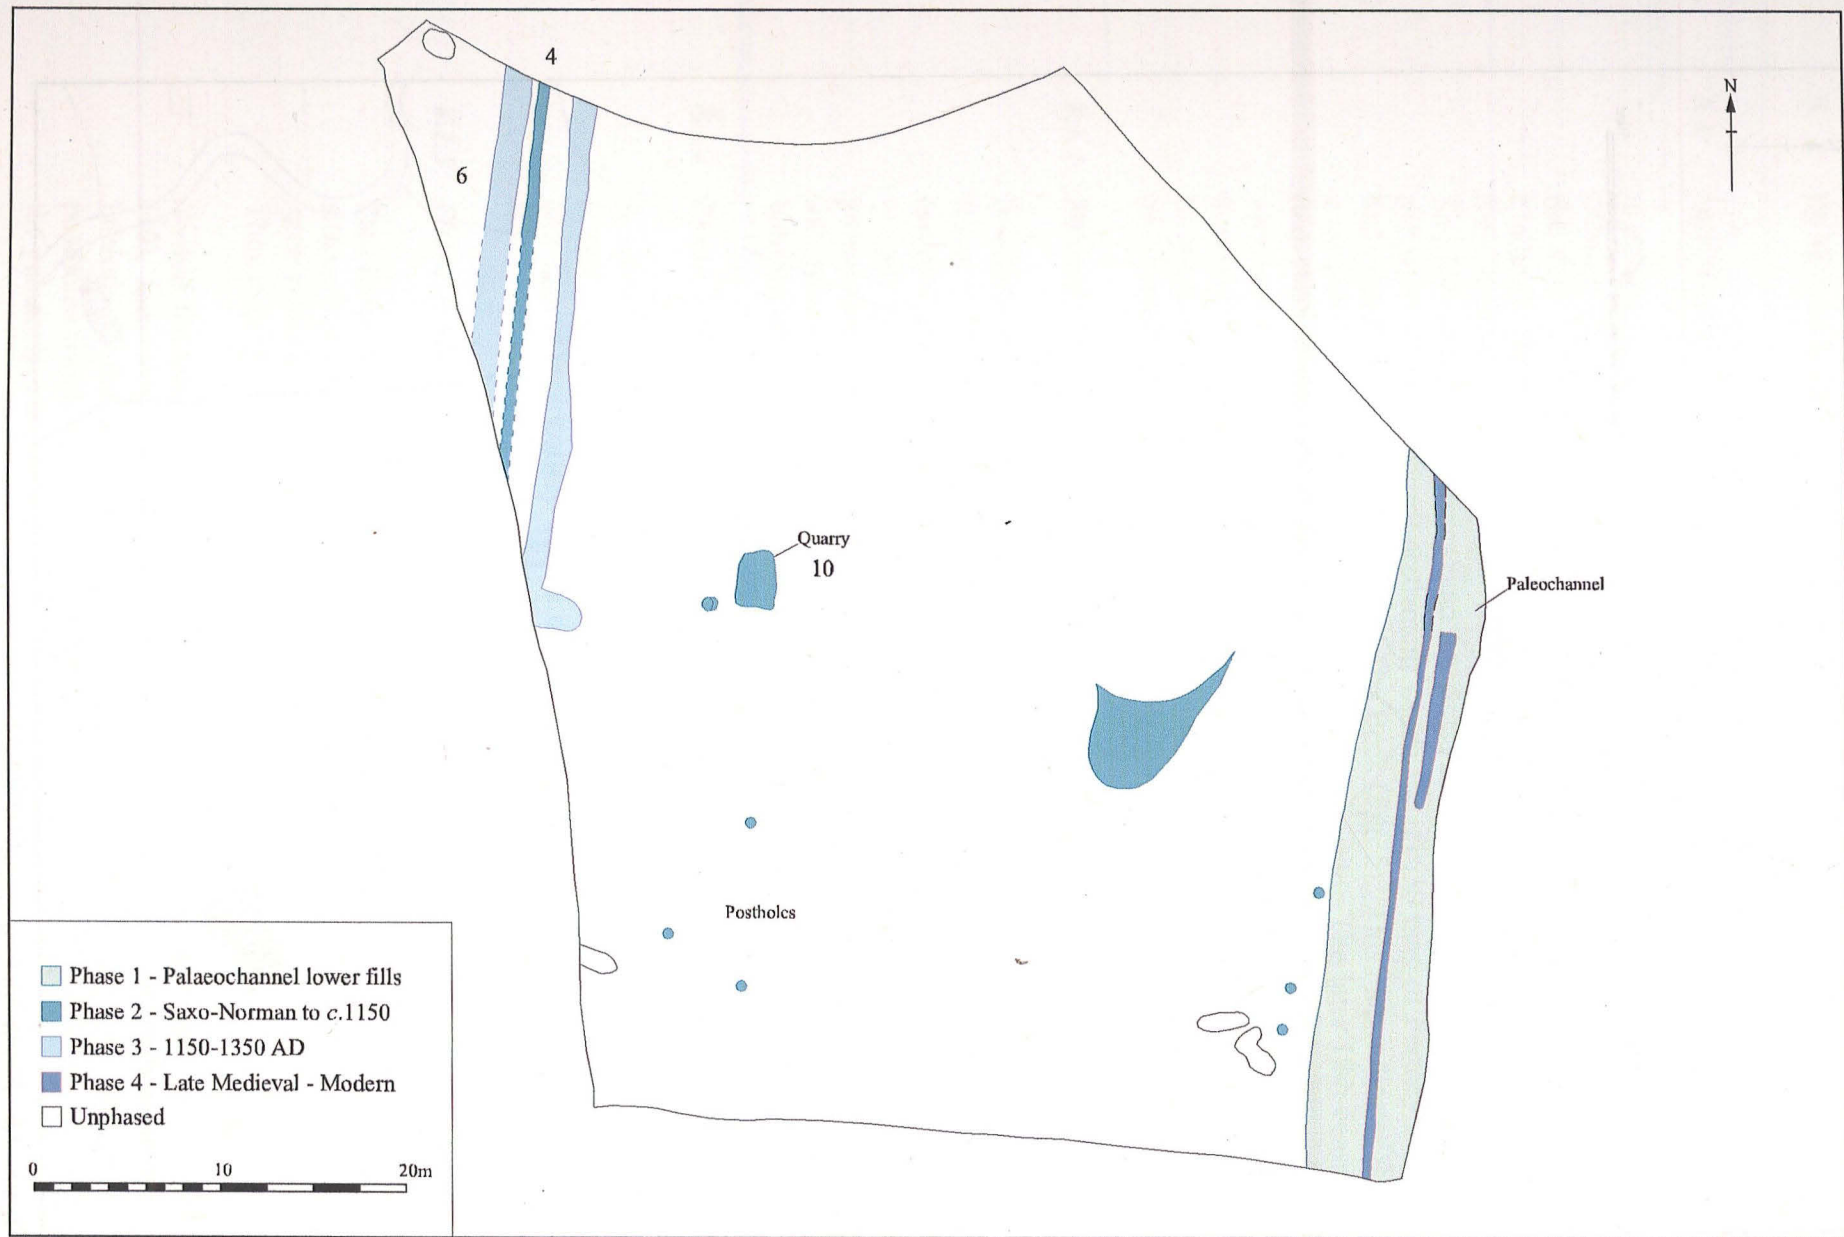 4
N
6
Quarry
10
Paleochannel
Postholes
Phase 1 - Palaeochannel lower fills
Phase 2 - Saxo-Norman to c.1150
Phase 3 - 1150-1350 AD
Phase 4 - Late Medieval - Modern
Unphased
0 10 20m